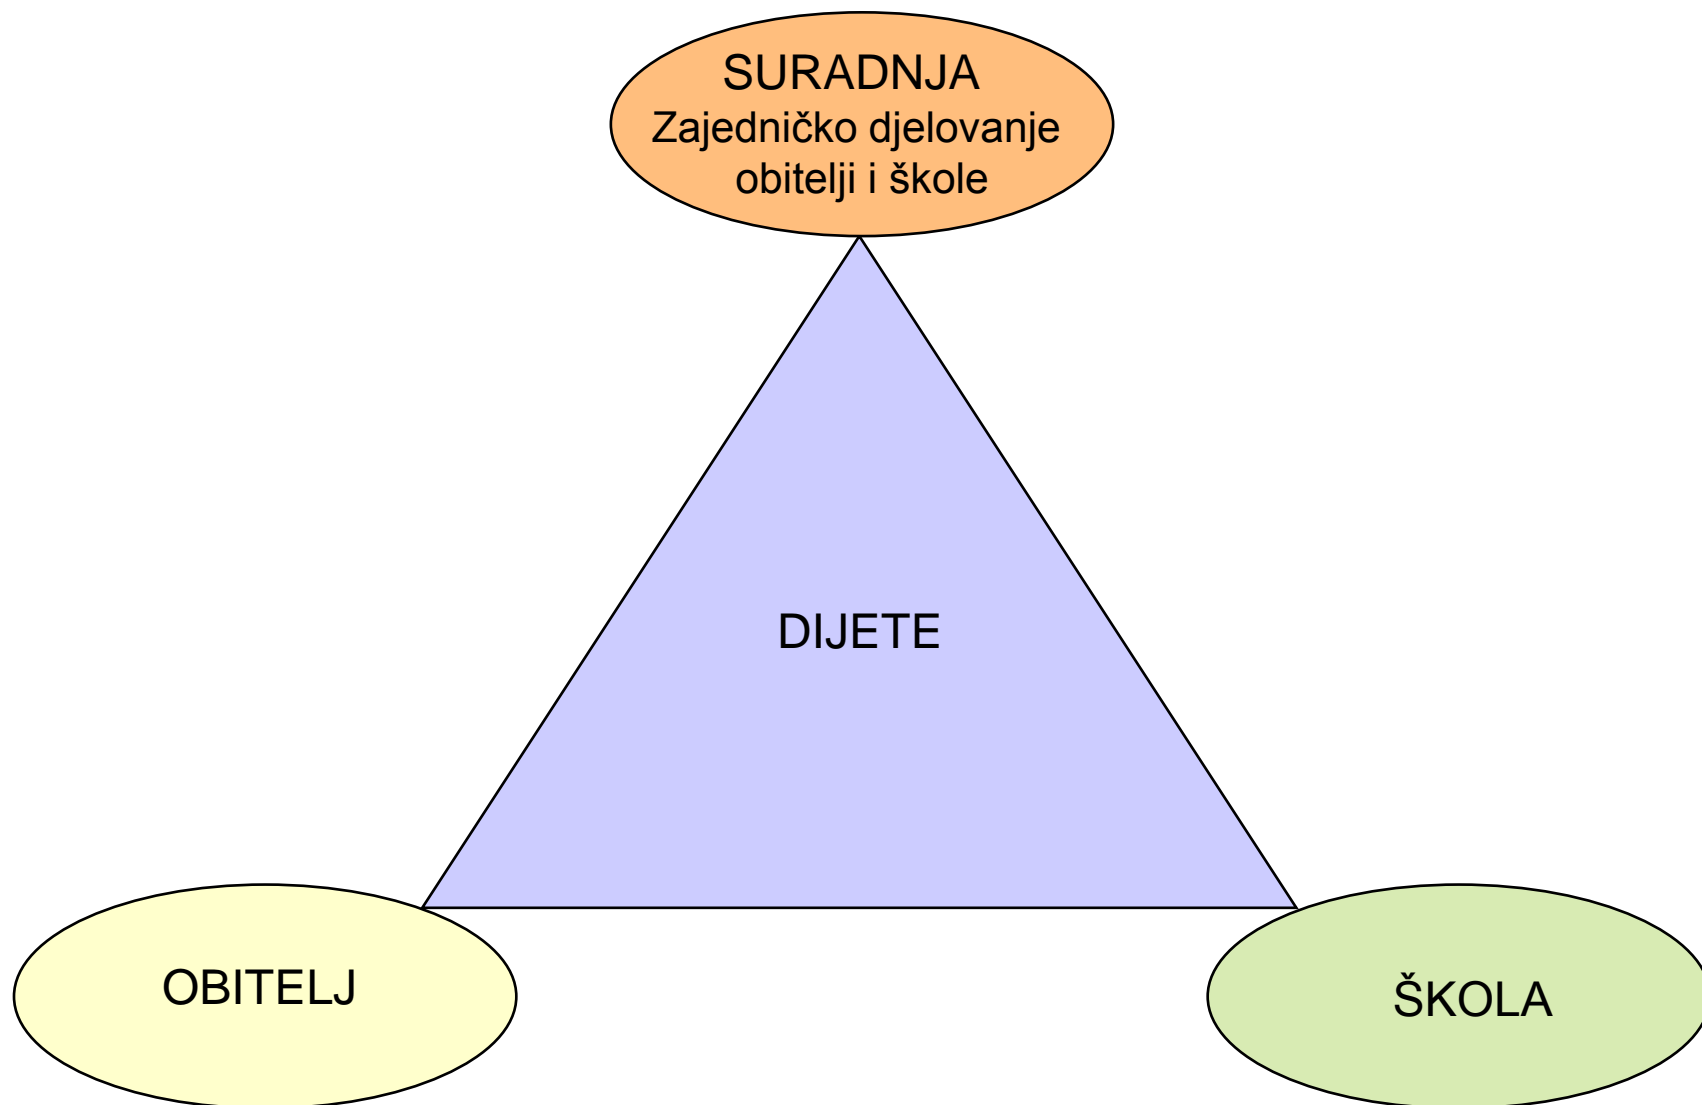 SURADNJA
Zajedničko djelovanje
obitelji i škole
DIJETE
OBITELJ
ŠKOLA